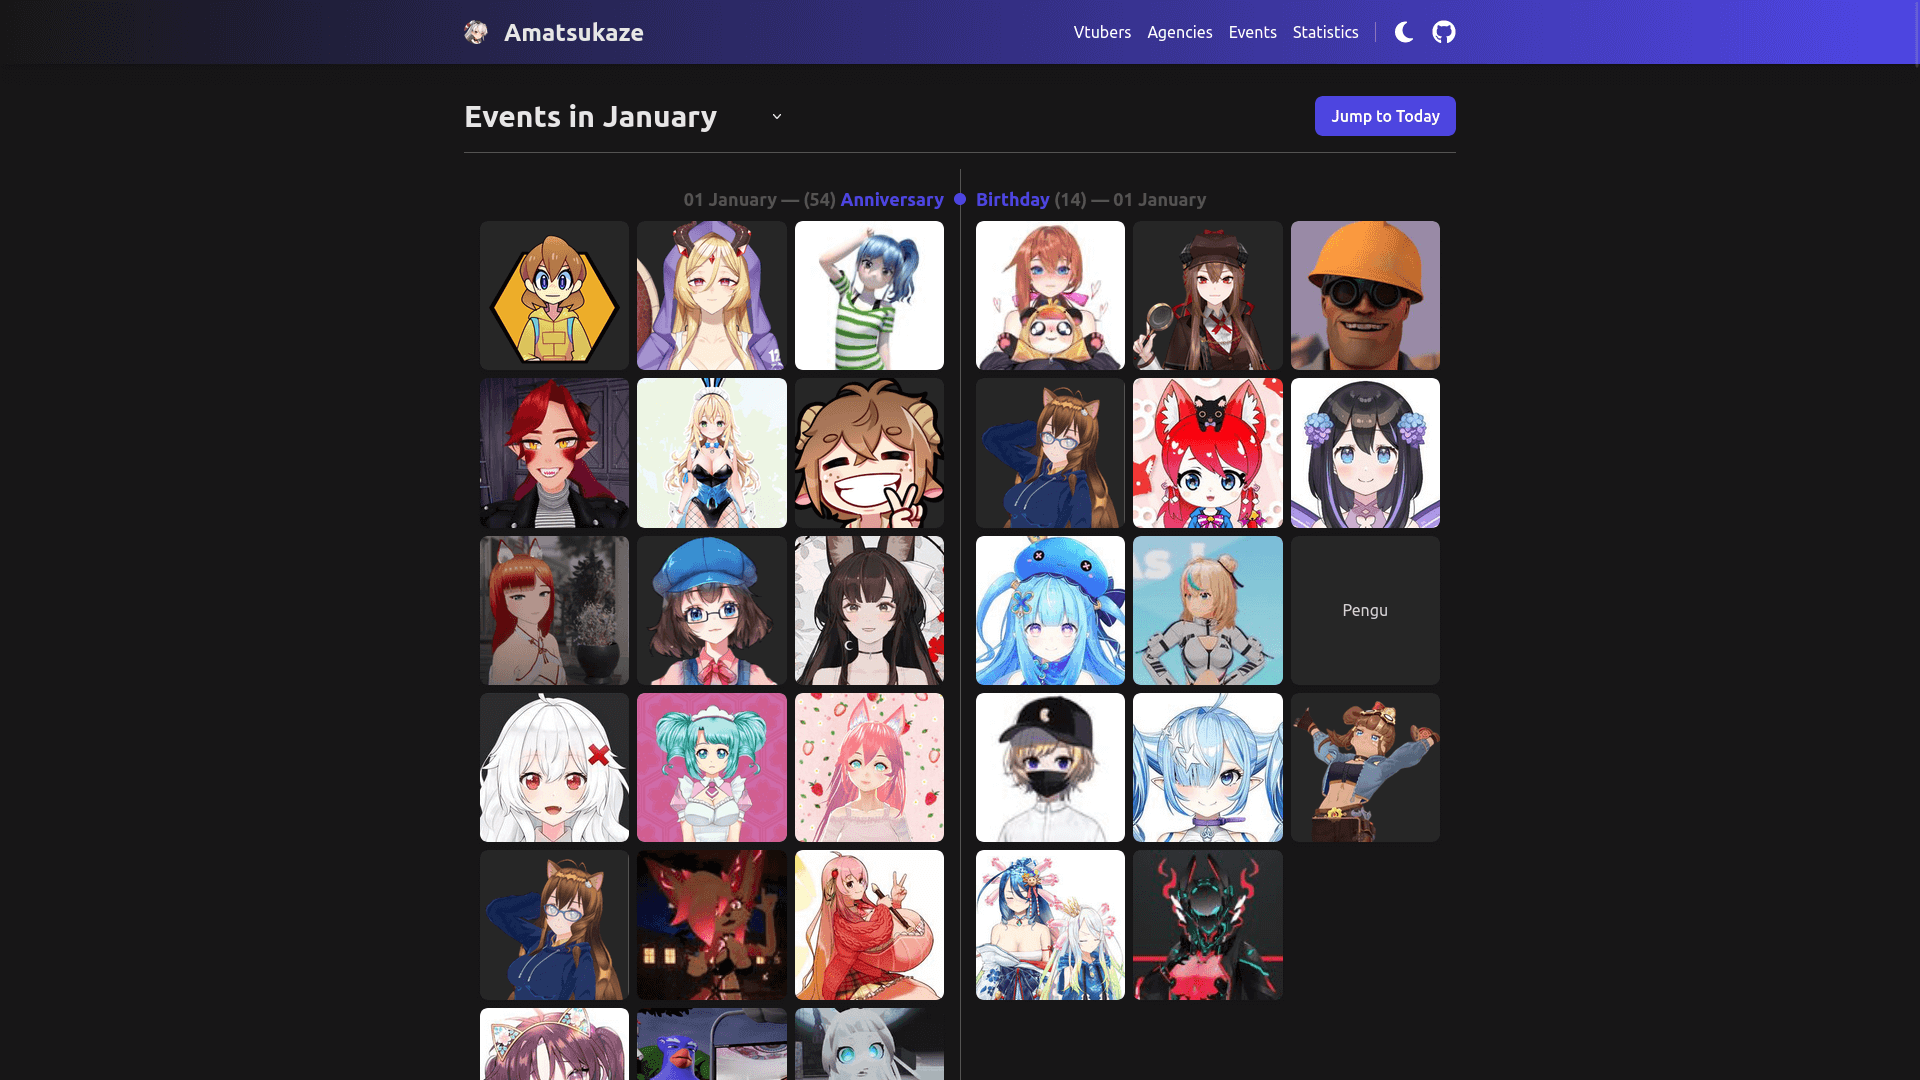 Amatsukaze
Vtubers Agencies Events Statistics
Events in January
Jump to Today
01 January — (54) Anniversary
Birthday (14) — 01 January
12
Pengu